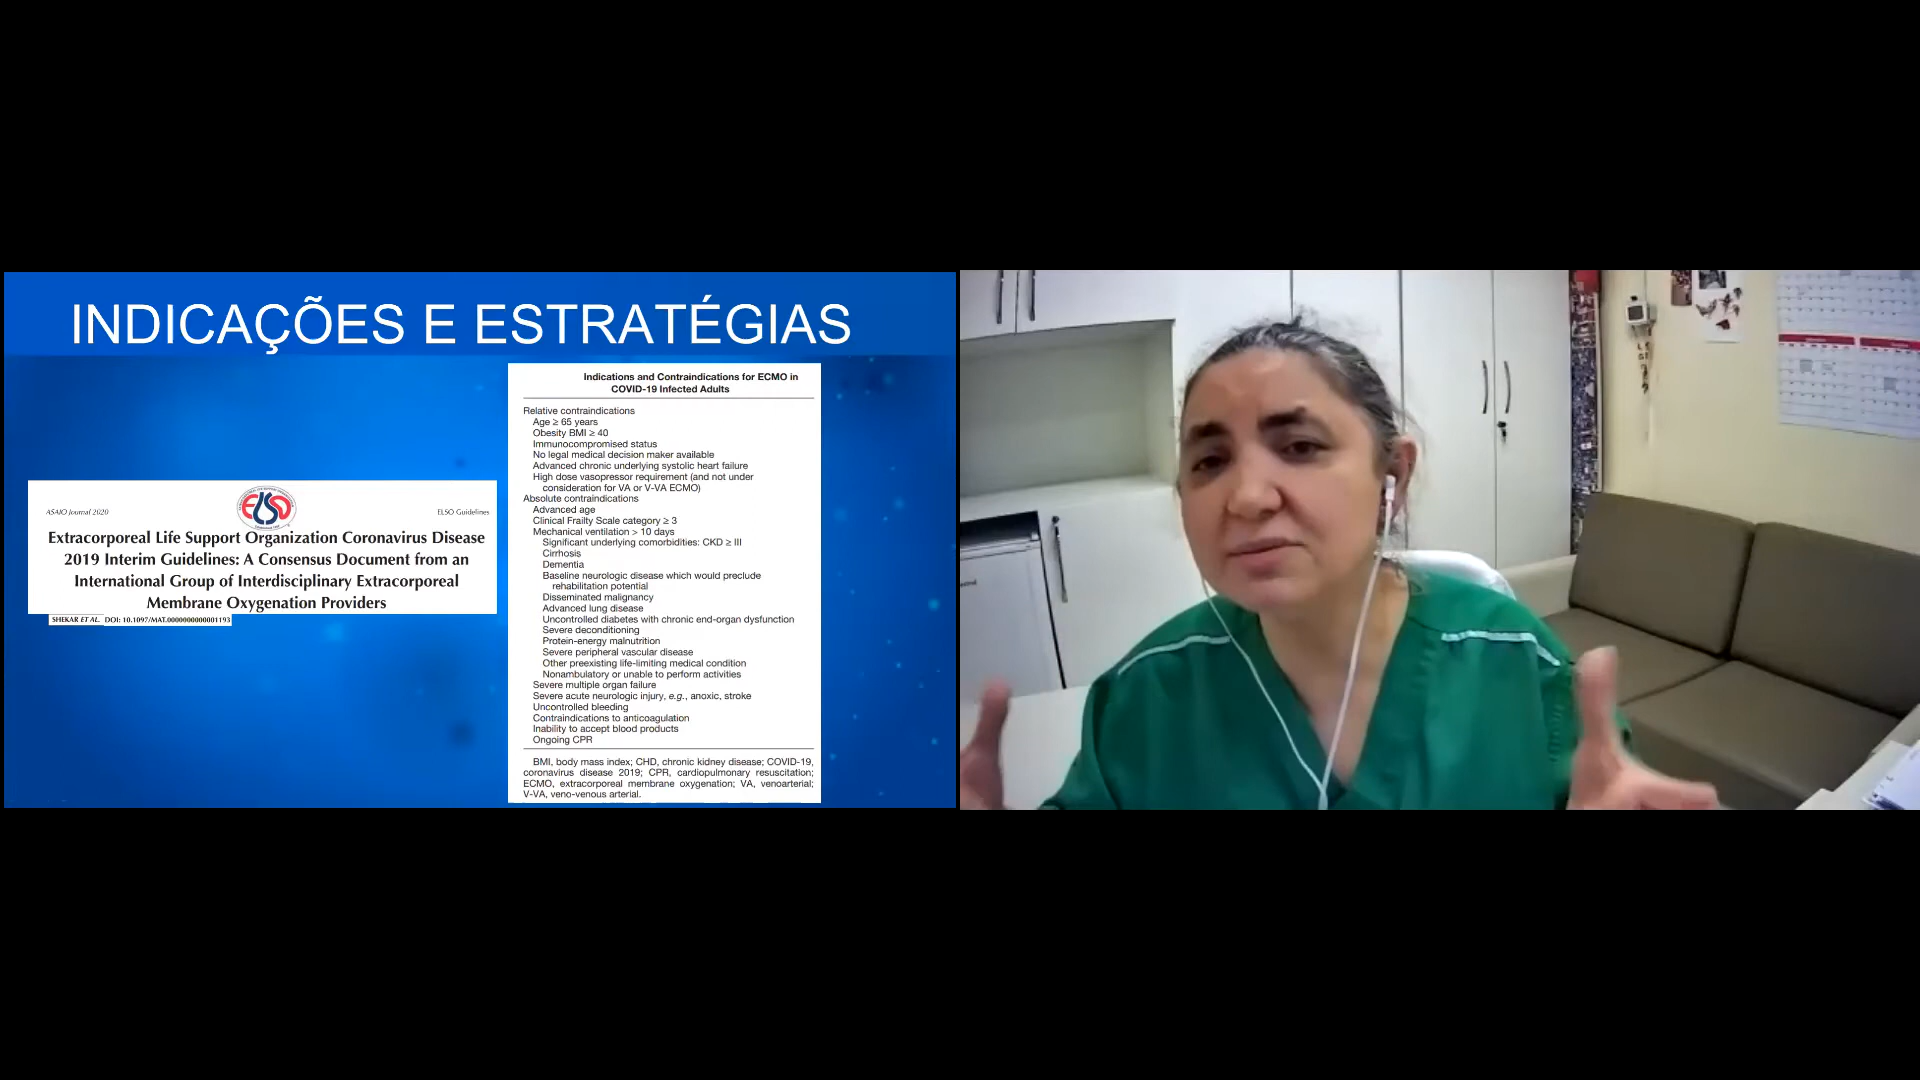 INDICAÇÕES E ESTRATÉGIAS
ASAIO Journal 2020
ELSO
ELSO Guidelines
Extracorporeal Life Support Organization Coronavirus Disease
2019 Interim Guidelines: A Consensus Document from an
International Group of Interdisciplinary Extracorporeal
Membrane Oxygenation Providers
SHEKAR ET AL. DOI: 10.1097/MAT.0000000000001193
Indications and Contraindications for ECMO in
COVID-19 Infected Adults
Relative contraindications
Age ≥ 65 years
Obesity BMI ≥ 40
Immunocompromised status
No legal medical decision maker available
Advanced chronic underlying systolic heart failure
High dose vasopressor requirement (and not under
consideration for VA or V-VA ECMO)
Absolute contraindications
Advanced age
Clinical Frailty Scale category ≥ 3
Mechanical ventilation > 10 days
Significant underlying comorbidities: CKD ≥ III
Cirrhosis
Dementia
Baseline neurologic disease which would preclude
rehabilitation potential
Disseminated malignancy
Advanced lung disease
Uncontrolled diabetes with chronic end-organ dysfunction
Severe deconditioning
Protein-energy malnutrition
Severe peripheral vascular disease
Other preexisting life-limiting medical condition
Nonambulatory or unable to perform activities
Severe multiple organ failure
Severe acute neurologic injury, e.g., anoxic, stroke
Uncontrolled bleeding
Contraindications to anticoagulation
Inability to accept blood products
Ongoing CPR
BMI, body mass index; CHD, chronic kidney disease; COVID-19,
coronavirus disease 2019; CPR, cardiopulmonary resuscitation;
ECMO, extracorporeal membrane oxygenation; VA, venoarterial;
V-VA, veno-venous arterial.